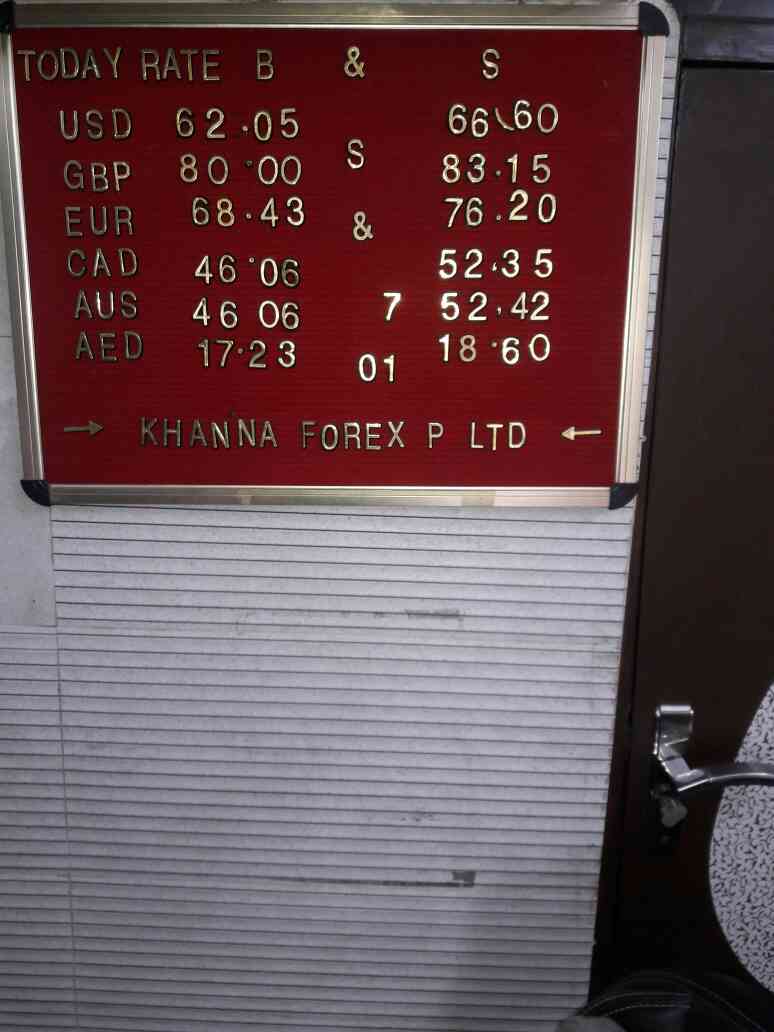 TODAY RATE B & S
USD 62.05 66.60
S
GBP 80.00 83.15
EUR 68.43 & 76.20
CAD 46.06 52.35
AUS 46 06 7 52.42
AED 17.23 01 18.60
→ KHANNA FOREX P LTD ←